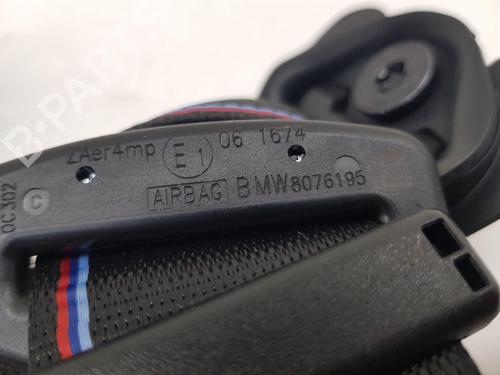 ZAer4mp E1 06 1674
AIRBAG BMW8076195
0C302 C
B-PARTS